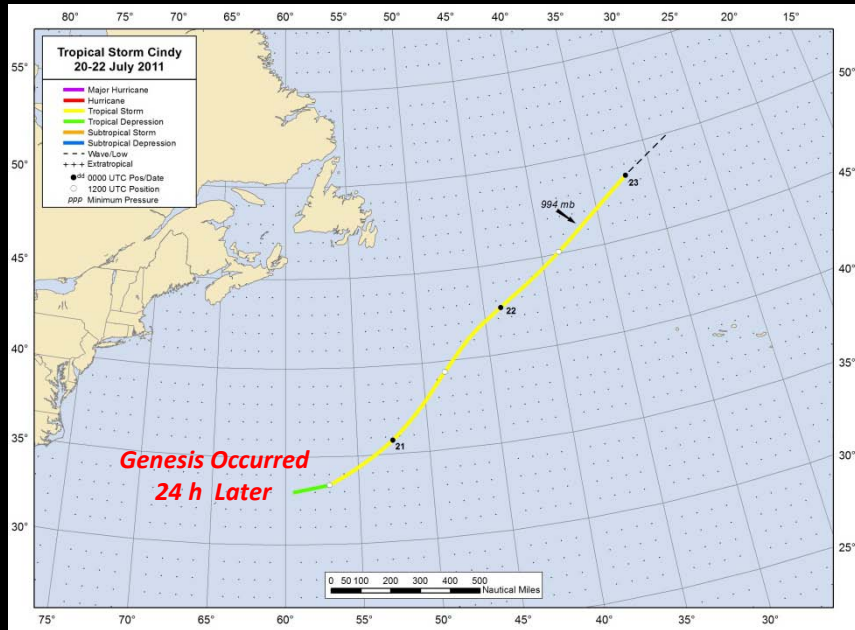 80° 75° 70° 65° 60° 55° 50° 45° 40° 35° 30° 25° 20° 15°
Tropical Storm Cindy
20-22 July 2011
Major Hurricane
Hurricane
Tropical Storm
Tropical Depression
Subtropical Storm
Subtropical Depression
Wave/Low
++++ Extratropical
dd 0000 UTC Pos/Date
1200 UTC Position
PPP Minimum Pressure
55°
50°
50°
45°
994 mb
23
45°
40°
22
40°
35°
35°
21
Genesis Occurred
24 h Later
30°
30°
25°
0 50 100 200 300 400 500
Nautical Miles
75° 70° 65° 60° 55° 50° 45° 40° 35° 30°